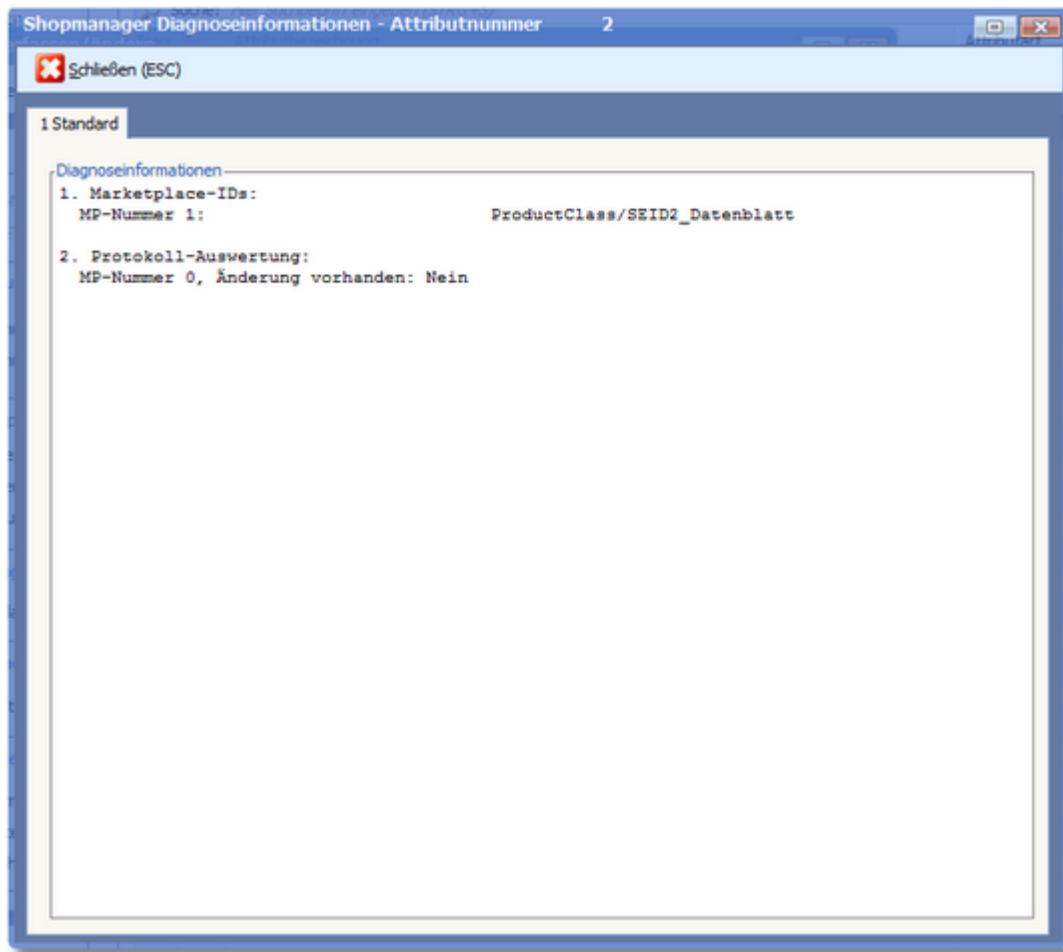 Shopmanager Diagnoseinformationen - Attributnummer 2
Schließen (ESC)
1 Standard
Diagnoseinformationen
1. Marketplace-IDs:
MP-Nummer 1: ProductClass/SEID2_Datenblatt
2. Protokoll-Auswertung:
MP-Nummer 0, Änderung vorhanden: Nein